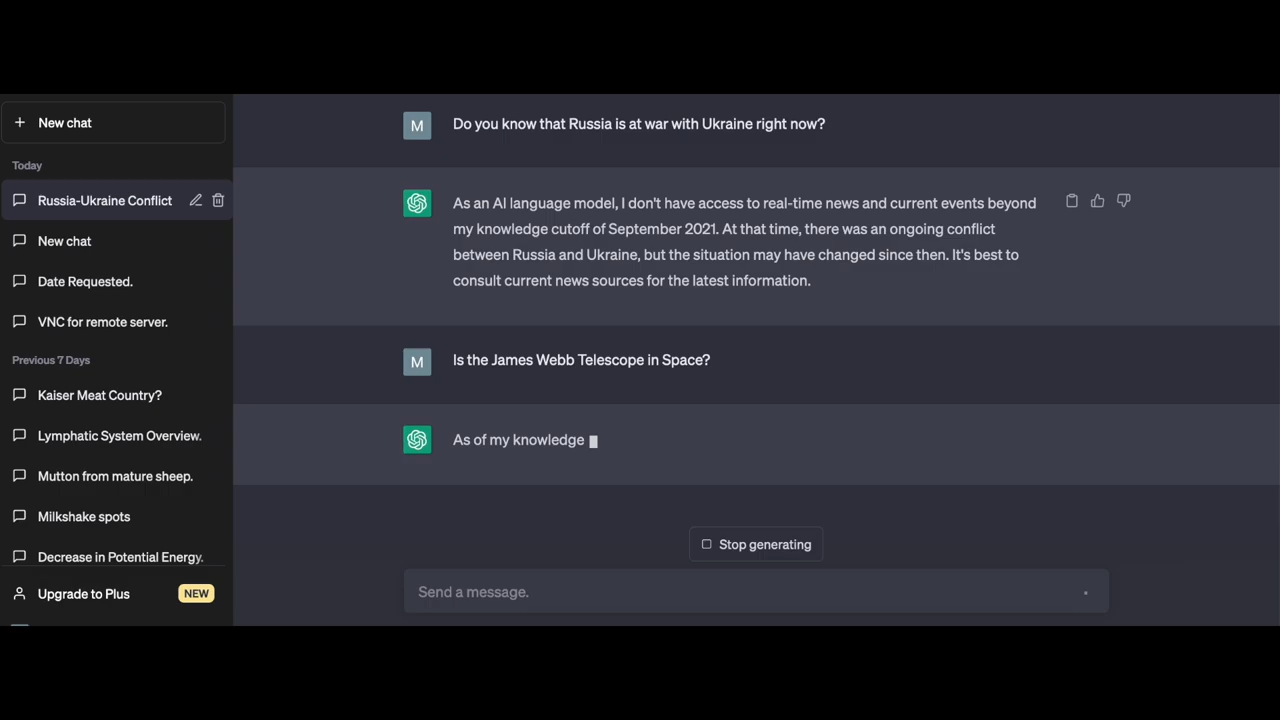 New chat
Today
Russia-Ukraine Conflict
New chat
Date Requested.
VNC for remote server.
Previous 7 Days
Kaiser Meat Country?
Lymphatic System Overview.
Mutton from mature sheep.
Milkshake spots
Decrease in Potential Energy.
Upgrade to Plus NEW
M Do you know that Russia is at war with Ukraine right now?
As an AI language model, I don't have access to real-time news and current events beyond
my knowledge cutoff of September 2021. At that time, there was an ongoing conflict
between Russia and Ukraine, but the situation may have changed since then. It's best to
consult current news sources for the latest information.
M Is the James Webb Telescope in Space?
As of my knowledge
Stop generating
Send a message.